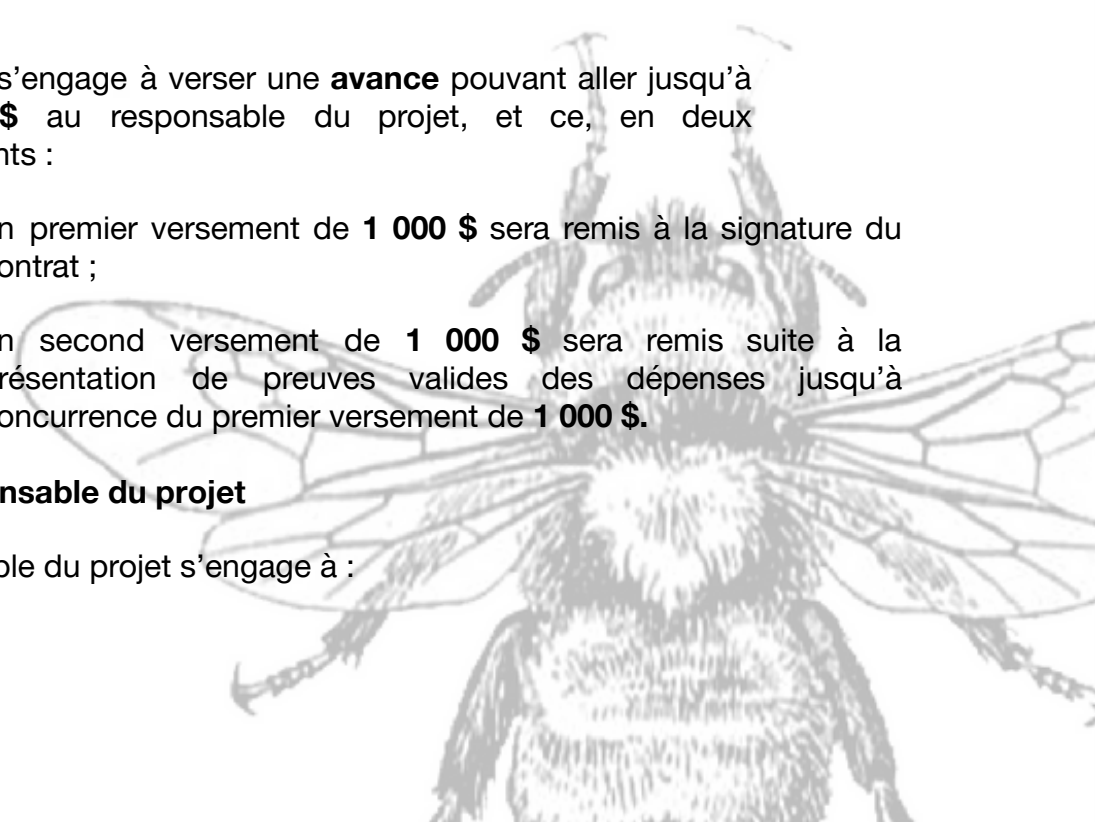 s’engage à verser une avance pouvant aller jusqu’à
$ au responsable du projet, et ce, en deux
nts :
n premier versement de 1 000 $ sera remis à la signature du
ontrat ;
n second versement de 1 000 $ sera remis suite à la
résentation de preuves valides des dépenses jusqu’à
oncurrence du premier versement de 1 000 $.
nsable du projet
ble du projet s’engage à :